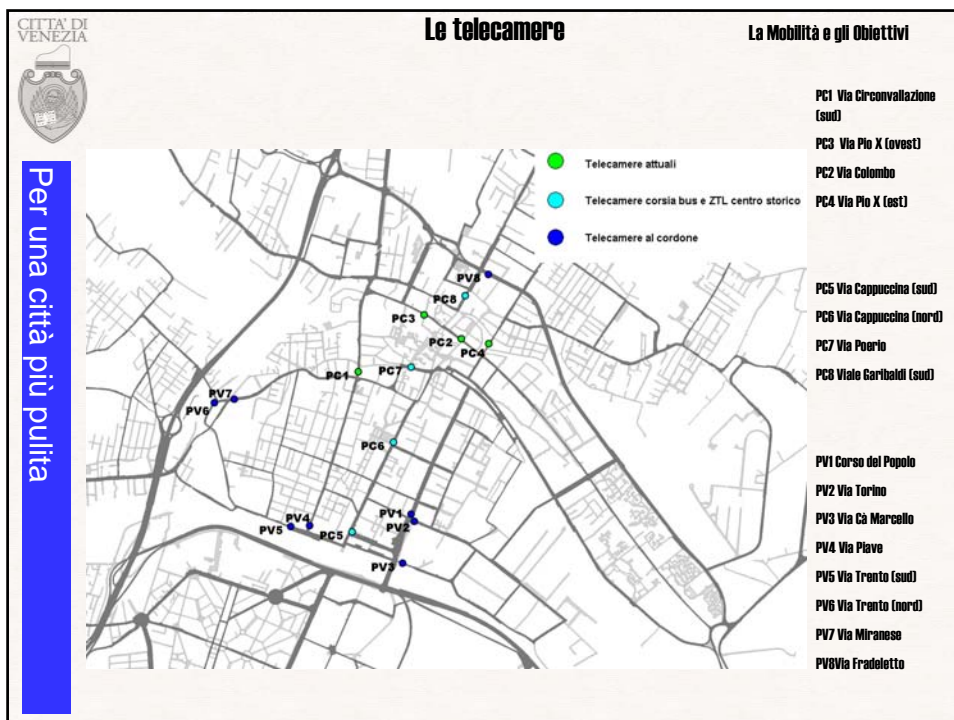 CITTA' DI
VENEZIA
Le telecamere
La Mobilità e gli Obiettivi
Per una città più pulita
Telecamere attuali
Telecamere corsia bus e ZTL centro storico
Telecamere al cordone
PV8
PC8
PC3
PC2
PC4
PC1
PC7
PV7
PV6
PC6
PV1
PV2
PV4
PV5
PC5
PV3
PC1 Via Circonvallazione
(sud)
PC3 Via Pio X (ovest)
PC2 Via Colombo
PC4 Via Pio X (est)
PC5 Via Cappuccina (sud)
PC6 Via Cappuccina (nord)
PC7 Via Poerio
PC8 Viale Garibaldi (sud)
PV1 Corso del Popolo
PV2 Via Torino
PV3 Via Cà Marcello
PV4 Via Piave
PV5 Via Trento (sud)
PV6 Via Trento (nord)
PV7 Via Miranese
PV8Via Fradeletto